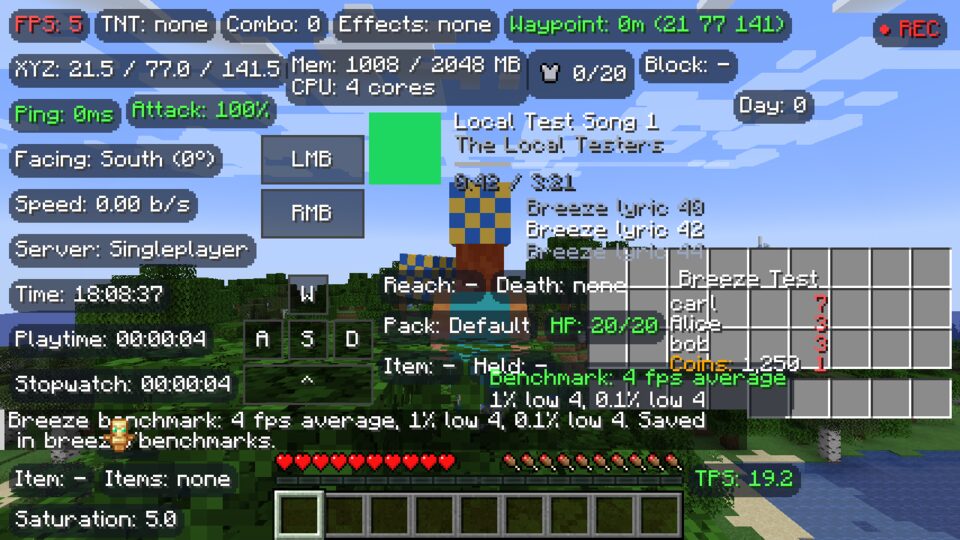 FPS: 5 TNT: none Combo: 0 Effects: none Waypoint: 0m (21 77 141) REC
XYZ: 21.5 / 77.0 / 141.5 Mem: 1008 / 2048 MB 0/20 Block: -
CPU: 4 cores
Ping: 0ms Attack: 100% Day: 0
Local Test Song 1
The Local Testers
Facing: South (0°) LMB
0:42 / 3:21
Speed: 0.00 b/s RMB
Breeze lyric 40
Breeze lyric 42
Breeze lyric 44
Server: Singleplayer
Breeze Test
Time: 18:08:37 W Reach: - Death: none
carl 7
Alice 3
bob 3
Coins: 1,250 1
Playtime: 00:00:04 A S D Pack: Default HP: 20/20
Item: - Held: -
Stopwatch: 00:00:04 ^
Benchmark: 4 fps average
1% low 4, 0.1% low 4
Breeze benchmark: 4 fps average, 1% low 4, 0.1% low 4. Saved
in breeze benchmarks.
Item: - Items: none TPS: 19.2
Saturation: 5.0